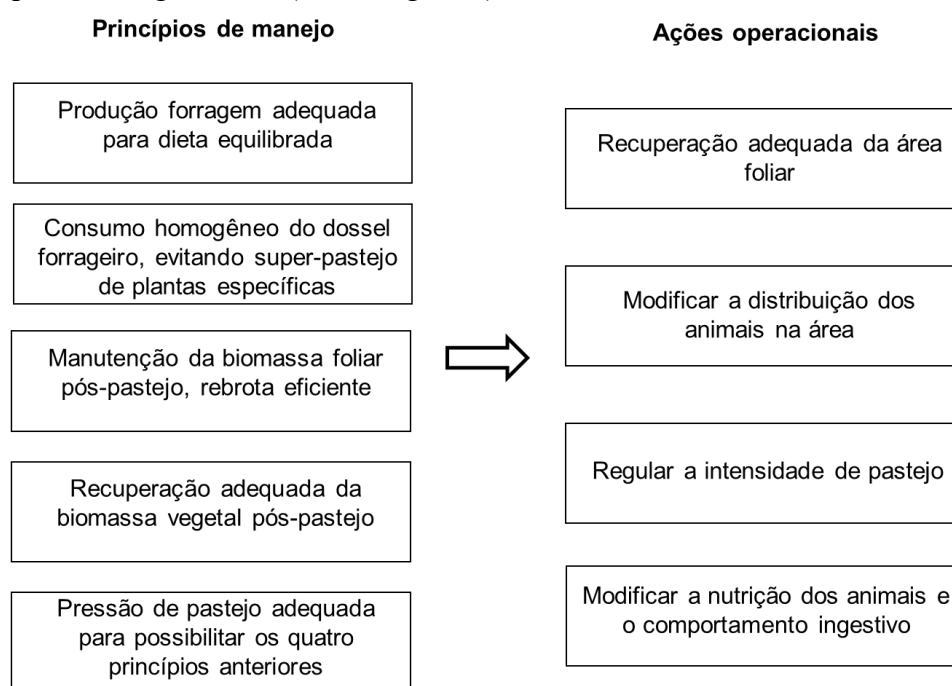 Princípios de manejo
Produção forragem adequada
para dieta equilibrada
Consumo homogêneo do dossel
forrageiro, evitando super-pastejo
de plantas específicas
Manutenção da biomassa foliar
pós-pastejo, rebrota eficiente
Recuperação adequada da
biomassa vegetal pós-pastejo
Pressão de pastejo adequada
para possibilitar os quatro
princípios anteriores
Ações operacionais
Recuperação adequada da área
foliar
Modificar a distribuição dos
animais na área
Regular a intensidade de pastejo
Modificar a nutrição dos animais e
o comportamento ingestivo